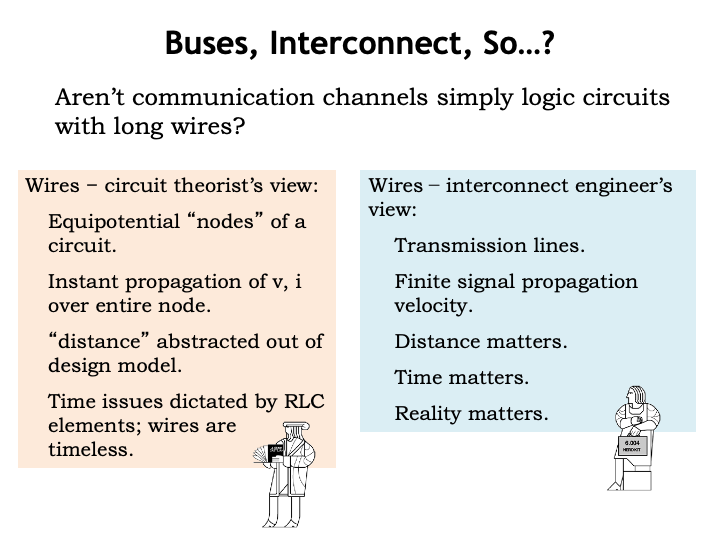 Buses, Interconnect, So…?
Aren’t communication channels simply logic circuits
with long wires?
Wires – circuit theorist’s view:
Equipotential “nodes” of a
circuit.
Instant propagation of v, i
over entire node.
“distance” abstracted out of
design model.
Time issues dictated by RLC
elements; wires are
timeless.
Wires – interconnect engineer’s
view:
Transmission lines.
Finite signal propagation
velocity.
Distance matters.
Time matters.
Reality matters.
6.004
NERD KIT